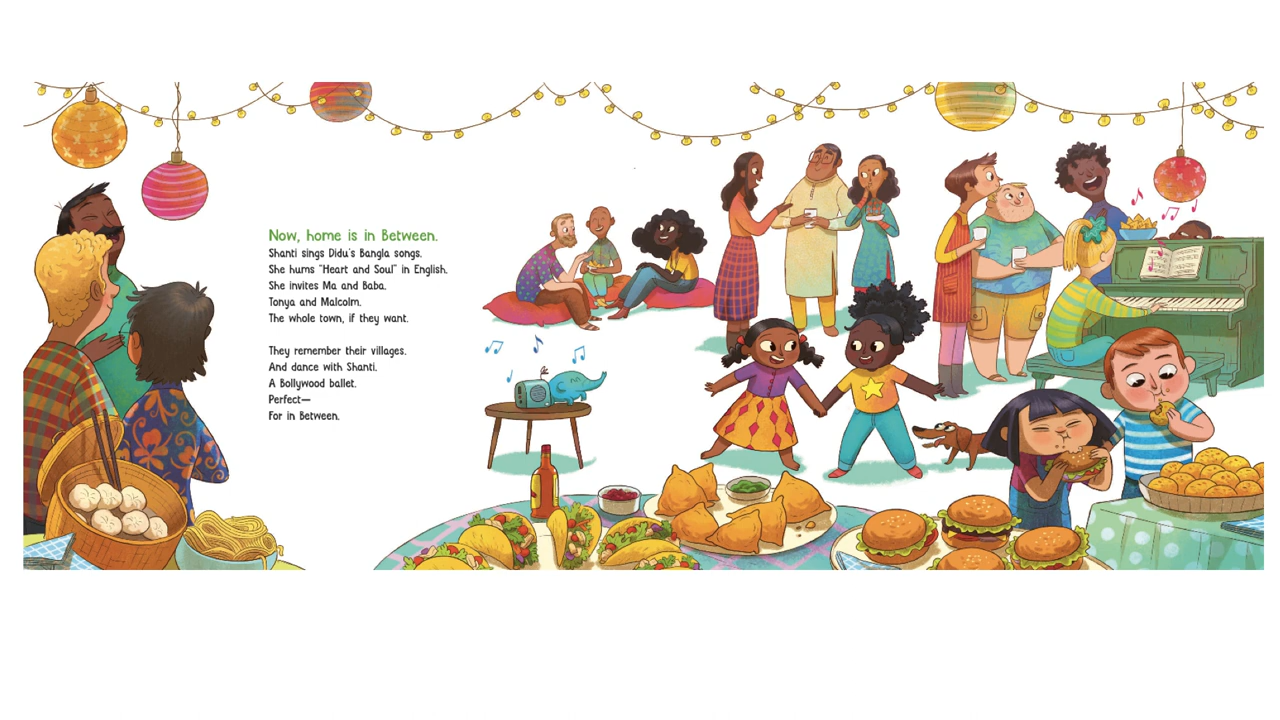 Now, home is in Between.
Shanti sings Didu's Bangla songs.
She hums "Heart and Soul" in English.
She invites Ma and Baba.
Tonya and Malcolm.
The whole town, if they want.
They remember their villages.
And dance with Shanti.
A Bollywood ballet.
Perfect—
For in Between.